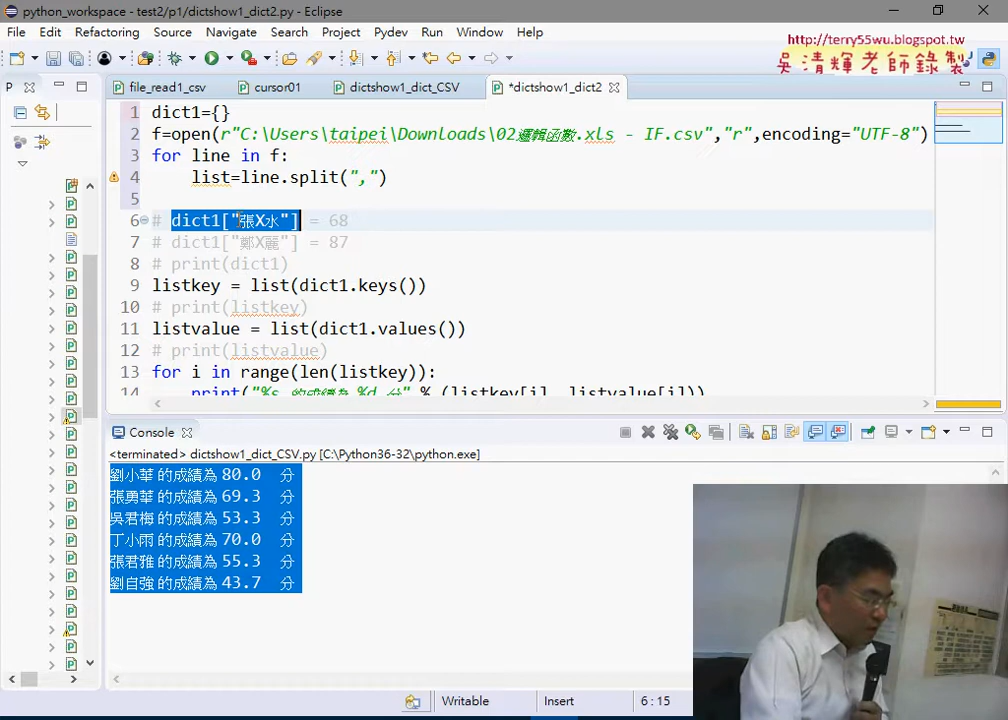 python_workspace - test2/p1/dictshow1_dict2.py - Eclipse
File Edit Refactoring Source Navigate Search Project Pydev Run Window Help
http://terry55wu.blogspot.tw
吳清輝老師錄製
P
file_read1_csv
cursor01
dictshow1_dict_CSV
*dictshow1_dict2
1 dict1={}
2 f=open(r"C:\Users\taipei\Downloads\02邏輯函數.xls - IF.csv","r",encoding="UTF-8")
3 for line in f:
4 list=line.split(",")
5
6 # dict1["張X水"] = 68
7 # dict1["鄭X麗"] = 87
8 # print(dict1)
9 listkey = list(dict1.keys())
10 # print(listkey)
11 listvalue = list(dict1.values())
12 # print(listvalue)
13 for i in range(len(listkey)):
14 print("%s 的成績為 %d 分" % (listkey[i], listvalue[i]))
Console
<terminated> dictshow1_dict_CSV.py [C:\Python36-32\python.exe]
劉小華 的成績為 80.0 分
張勇華 的成績為 69.3 分
吳君梅 的成績為 53.3 分
丁小雨 的成績為 70.0 分
張君雅 的成績為 55.3 分
劉自強 的成績為 43.7 分
Writable Insert 6 : 15